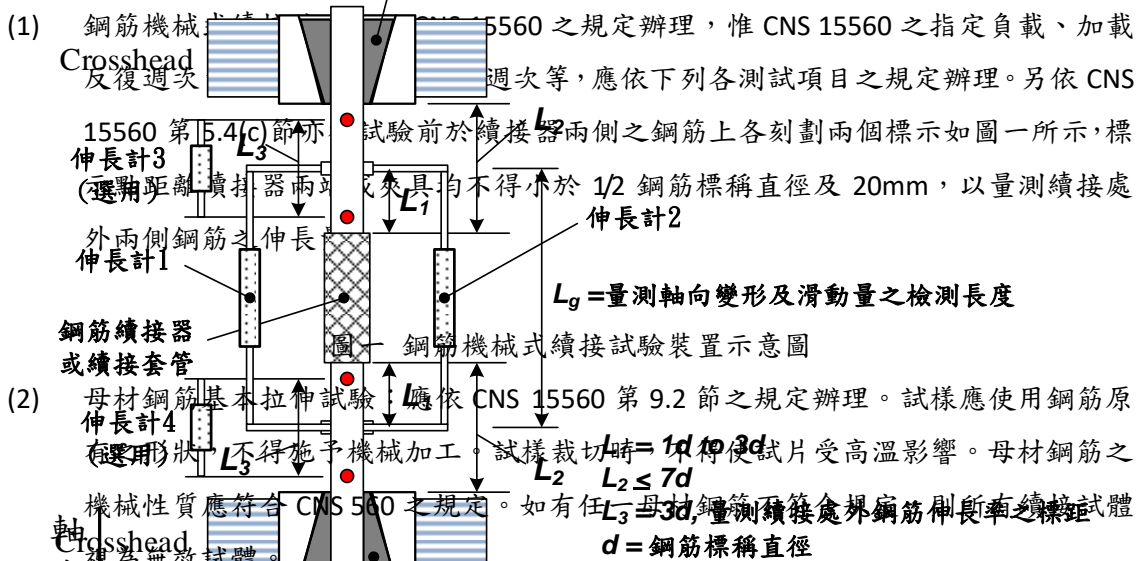 (1) 鋼筋機械式續接 CNS 15560 之規定辦理，惟 CNS 15560 之指定負載、加載
Crosshead
反復週次 週次等，應依下列各測試項目之規定辦理。另依 CNS
15560 第 5.4(c)節亦 試驗前於續接器兩側之鋼筋上各刻劃兩個標示如圖一所示，標
L2
L3
伸長計3
(選用)
示點距離續接器兩端或夾具均不得小於 1/2 鋼筋標稱直徑及 20mm，以量測續接處
L1
伸長計2
外兩側鋼筋之伸長
伸長計1
Lg =量測軸向變形及滑動量之檢測長度
鋼筋續接器
或續接套管
圖一 鋼筋機械式續接試驗裝置示意圖
(2) 母材鋼筋基本拉伸試驗：應依 CNS 15560 第 9.2 節之規定辦理。試樣應使用鋼筋原
L1
伸長計4
(選用)
形狀，不得施予機械加工。試樣裁切時，不得使試片受高溫影響。母材鋼筋之
L1 = 1d to 3d
L3
L2
L2 ≤ 7d
機械性質應符合 CNS 560 之規定。如有任一母材鋼筋不符合規定，則所有續接試體
L3 = 3d, 量測續接處外鋼筋伸長率之標距
軸
Crosshead
視為無效試體。
d = 鋼筋標稱直徑